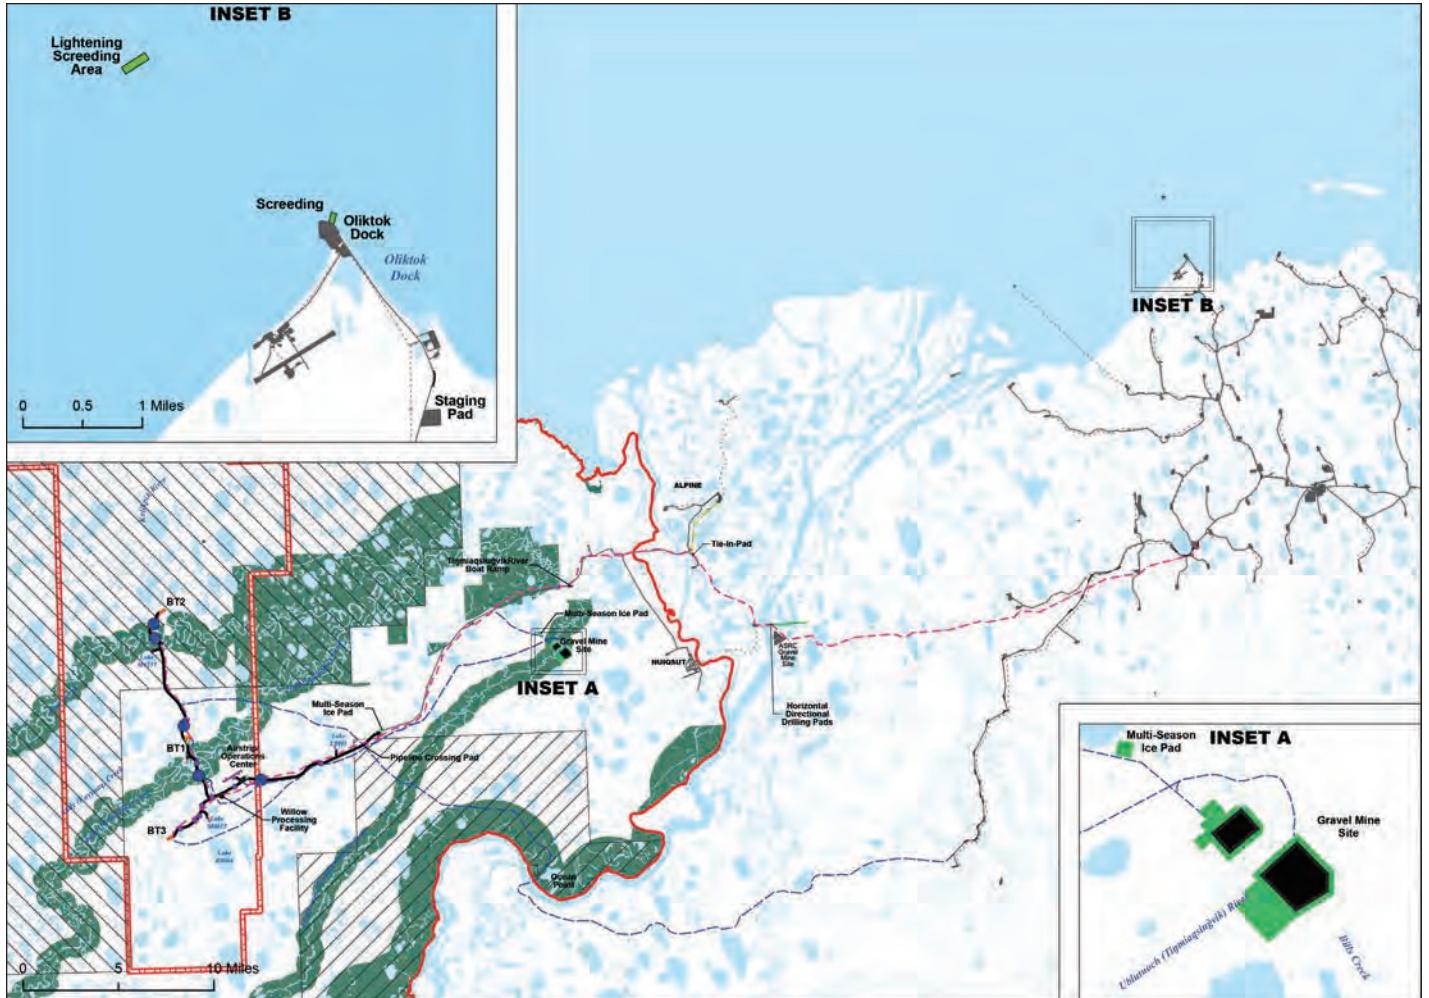 INSET B
Lightening
Screeding
Area
Screeding
Oliktok
Dock
Oliktok
Dock
Staging
Pad
0 0.5 1 Miles
INSET B
ALPINE
Tie-In-Pad
Boat Ramp
Multi-Season Ice Pad
Gravel Mine
Site
INSET A
NUIQSUT
ASRC
Gravel
Mine
Site
Horizontal
Directional
Drilling Pads
BT2
Multi-Season
Ice Pad
Pipeline Crossing Pad
BT1
Airstrip/
Operations
Center
Willow
Processing
Facility
BT3
Lake
Lake
Ocean
Point
0 5 10 Miles
Multi-Season
Ice Pad
INSET A
Gravel Mine
Site
Ublutuoch (Tiŋmiaqsiuġvik) River
Bills Creek